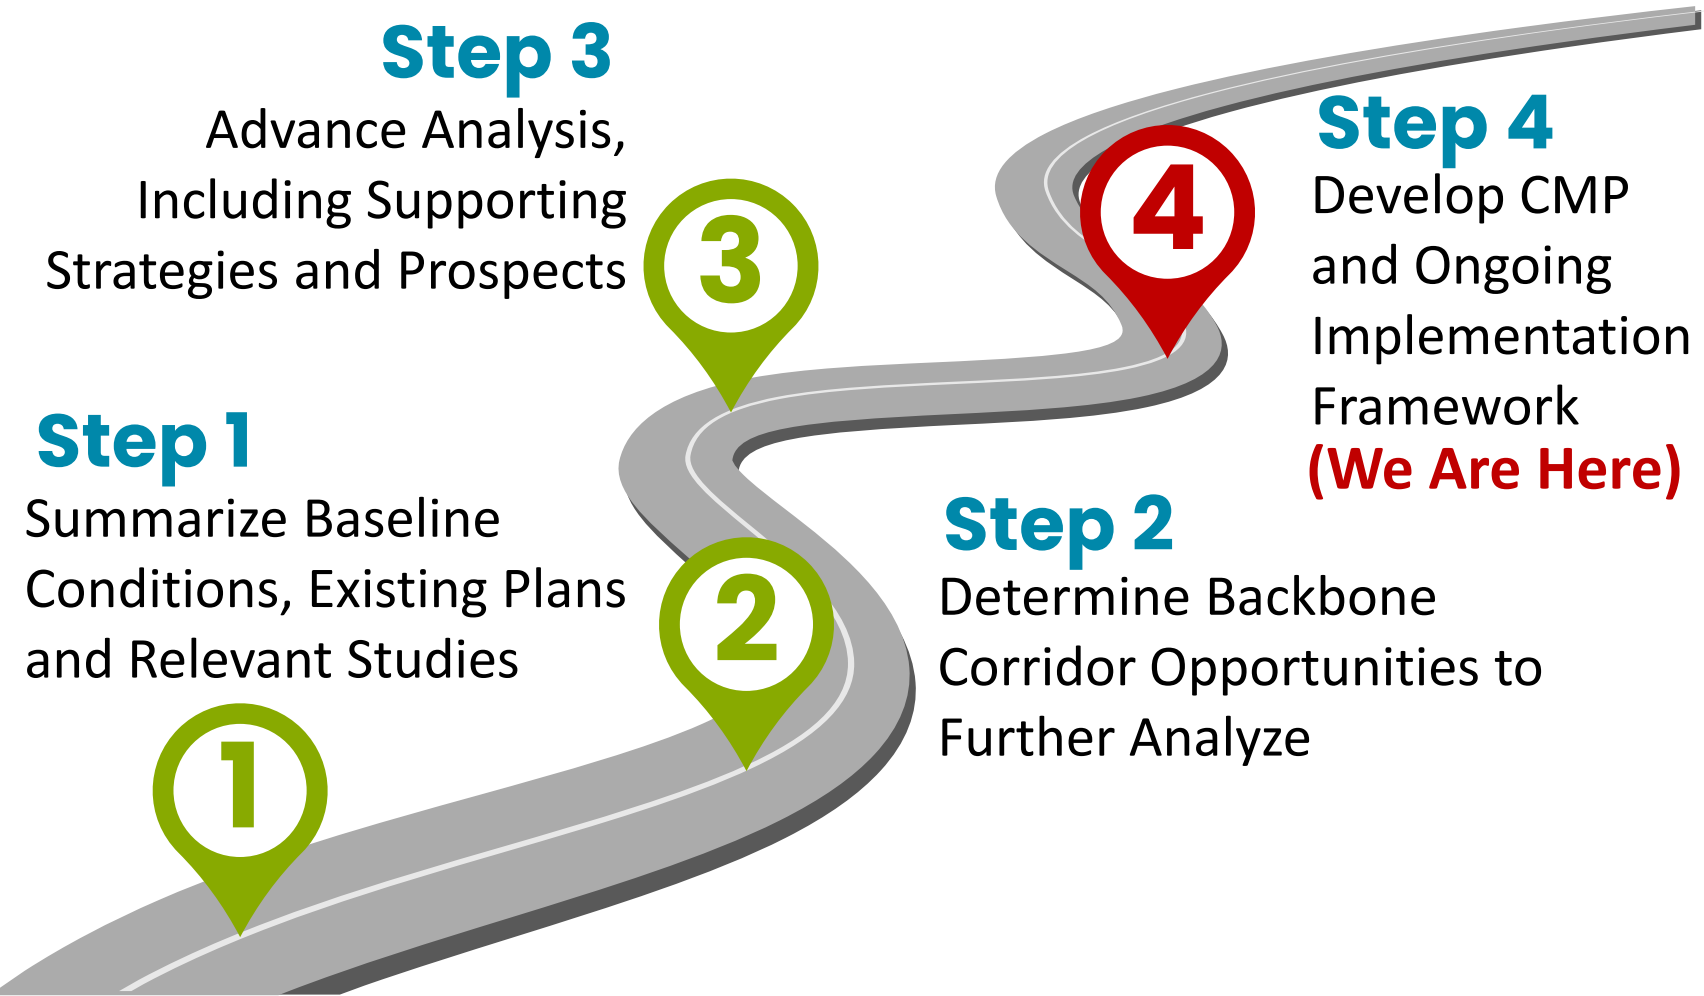 Step 1
Summarize Baseline
Conditions, Existing Plans
and Relevant Studies
1
Step 2
Determine Backbone
Corridor Opportunities to
Further Analyze
2
Step 3
Advance Analysis,
Including Supporting
Strategies and Prospects
3
Step 4
Develop CMP
and Ongoing
Implementation
Framework
(We Are Here)
4